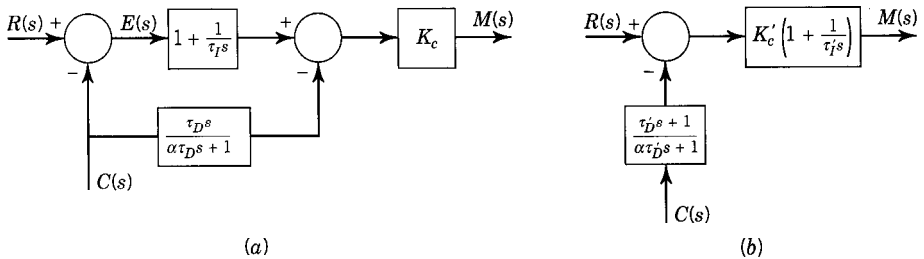 R(s) + E(s) 1 + 1/τ_I s + K_c M(s)
−
−
τ_D s / ατ_D s + 1
C(s)
(a)
R(s) + K_c′ (1 + 1/τ_I′ s) M(s)
−
τ_D′ s + 1 / ατ_D′ s + 1
C(s)
(b)